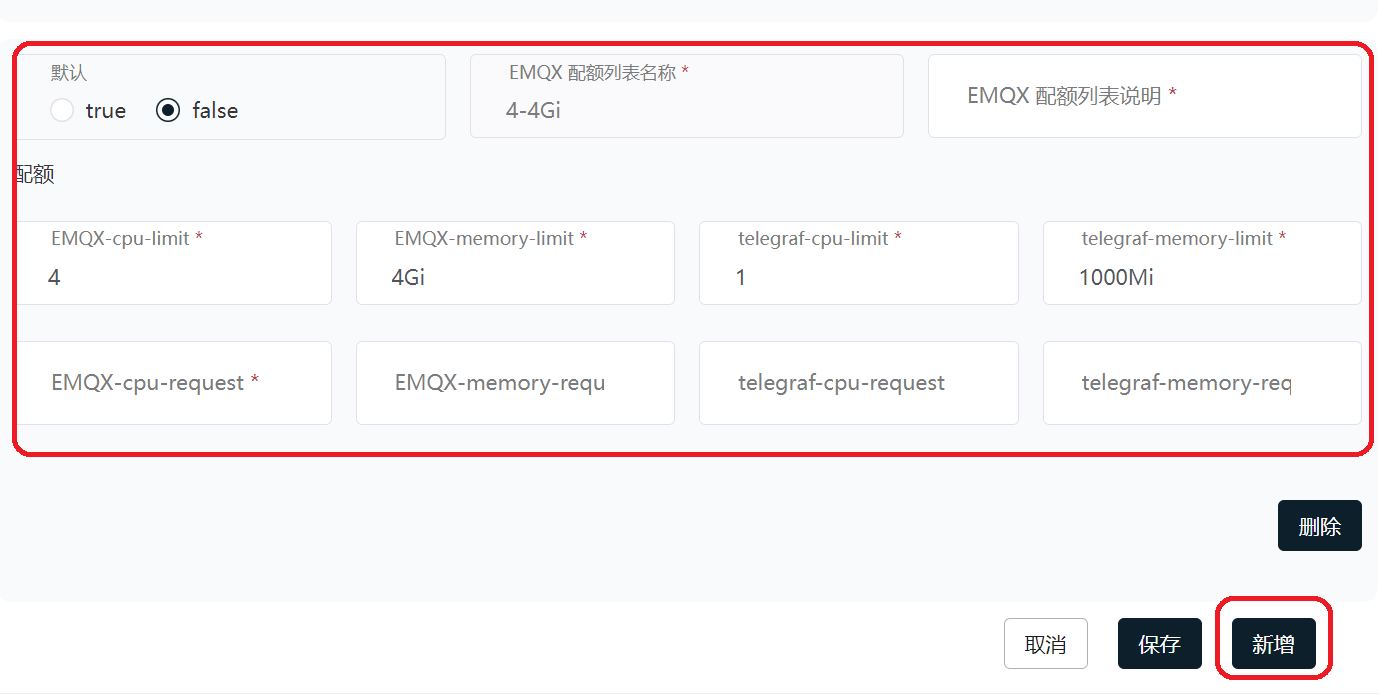 默认
true false
EMQX 配额列表名称 *
4-4Gi
EMQX 配额列表说明 *
配额
EMQX-cpu-limit * EMQX-memory-limit * telegraf-cpu-limit * telegraf-memory-limit *
4 4Gi 1 1000Mi
EMQX-cpu-request * EMQX-memory-requ telegraf-cpu-request telegraf-memory-req
删除
取消 保存 新增